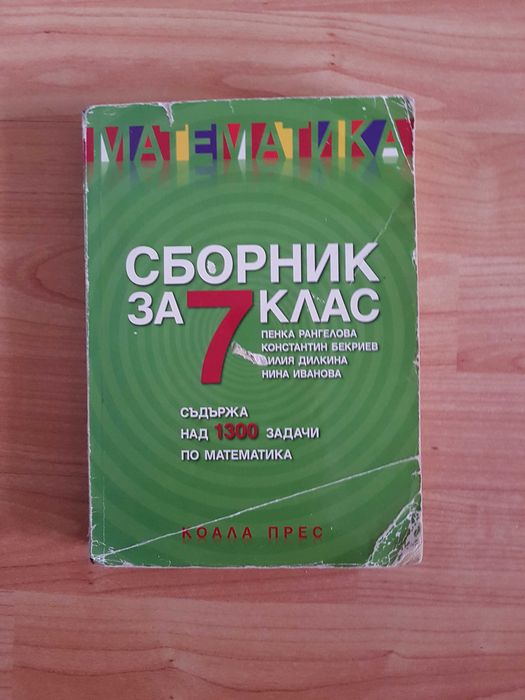 МАТЕМАТИКА
СБОРНИК
ЗА 7 КЛАС
ПЕНКА РАНГЕЛОВА
КОНСТАНТИН БЕКРИЕВ
ДИЛКИНА
НИНА ИВАНОВА
СЪДЪРЖА
НАД 1300 ЗАДАЧИ
ПО МАТЕМАТИКА
КОАЛА ПРЕС